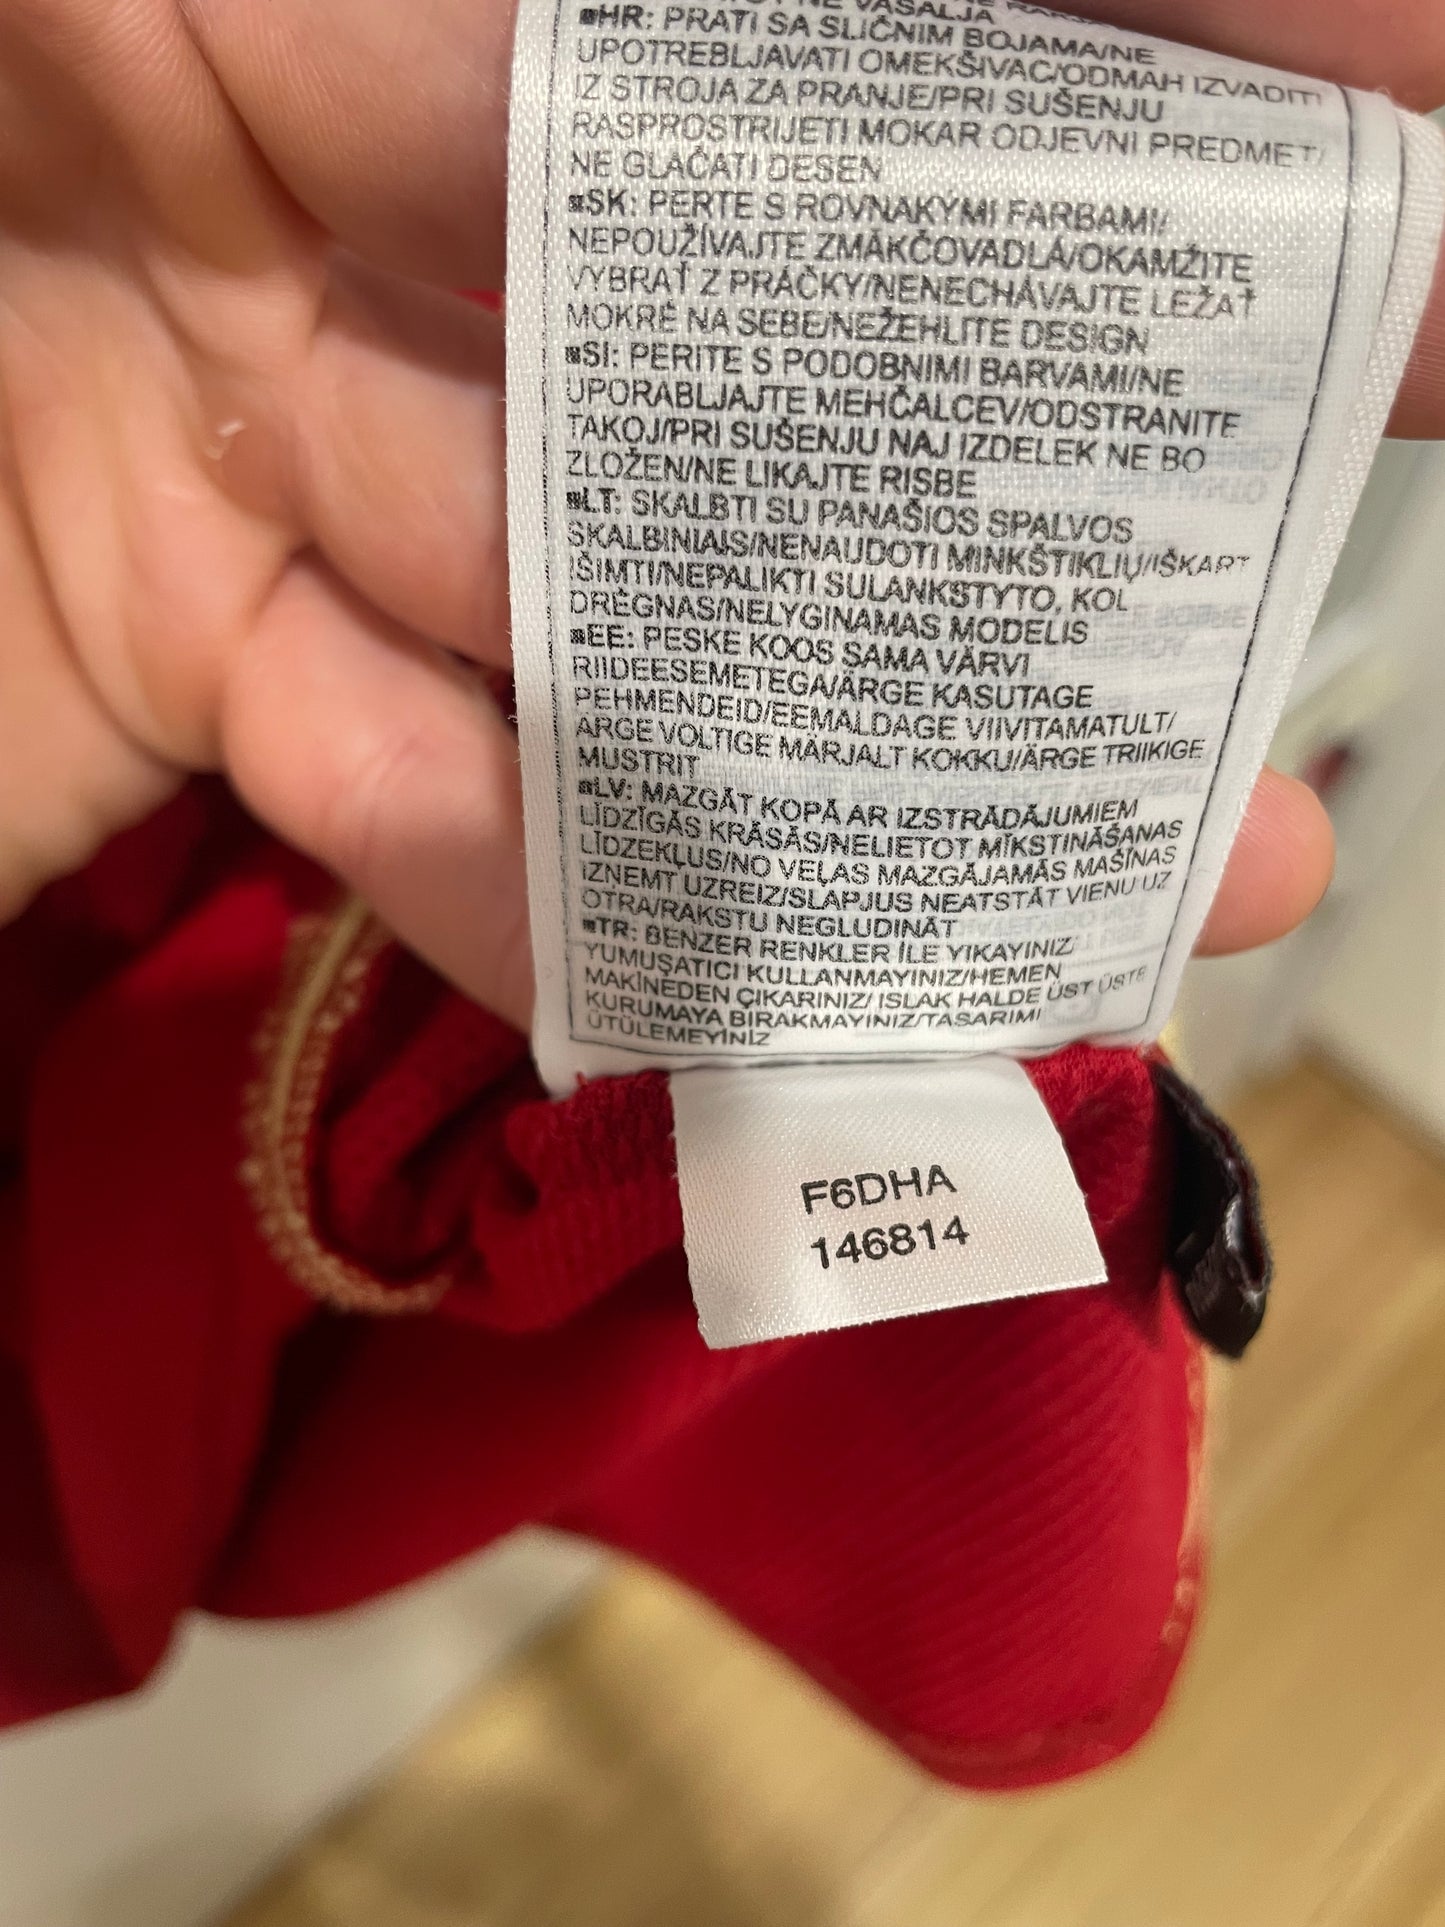 NE VASALJA
HR: PRATI SA SLIČNIM BOJAMA/NE
UPOTREBLJAVATI OMEKŠIVAC/ODMAH IZVADITI
IZ STROJA ZA PRANJE/PRI SUŠENJU
RASPROSTRIJETI MOKAR ODJEVNI PREDMET/
NE GLAČATI DESEN
SK: PERTE S ROVNAKÝMI FARBAMI/
NEPOUŽÍVAJTE ZMÄKČOVADLÁ/OKAMŽITE
VYBRAŤ Z PRÁČKY/NENECHÁVAJTE LEŽAŤ
MOKRÉ NA SEBE/NEŽEHLITE DESIGN
SI: PERITE S PODOBNIMI BARVAMI/NE
UPORABLJAJTE MEHČALCEV/ODSTRANITE
TAKOJ/PRI SUŠENJU NAJ IZDELEK NE BO
ZLOŽEN/NE LIKAJTE RISBE
LT: SKALBTI SU PANAŠIOS SPALVOS
SKALBINIAIS/NENAUDOTI MINKŠTIKLIŲ/IŠKART
IŠIMTI/NEPALIKTI SULANKSTYTO, KOL
DRĖGNAS/NELYGINAMAS MODELIS
EE: PESKE KOOS SAMA VÄRVI
RIIDEESEMETEGA/ÄRGE KASUTAGE
PEHMENDEID/EEMALDAGE VIIVITAMATULT/
ÄRGE VOLTIGE MÄRJALT KOKKU/ÄRGE TRIIKIGE
MUSTRIT
LV: MAZGĀT KOPĀ AR IZSTRĀDĀJUMIEM
LĪDZĪGĀS KRĀSĀS/NELIETOT MĪKSTINĀŠANAS
LĪDZEKĻUS/NO VEĻAS MAZGĀJAMĀS MAŠĪNAS
IZŅEMT UZREIZ/SLAPJUS NEATSTĀT VIENU UZ
OTRA/RAKSTU NEGLUDINĀT
TR: BENZER RENKLER İLE YIKAYINIZ/
YUMUŞATICI KULLANMAYINIZ/HEMEN
MAKİNEDEN ÇIKARINIZ/ ISLAK HALDE ÜST ÜSTE
KURUMAYA BIRAKMAYINIZ/TASARIMI
ÜTÜLEMEYİNİZ
F6DHA
146814